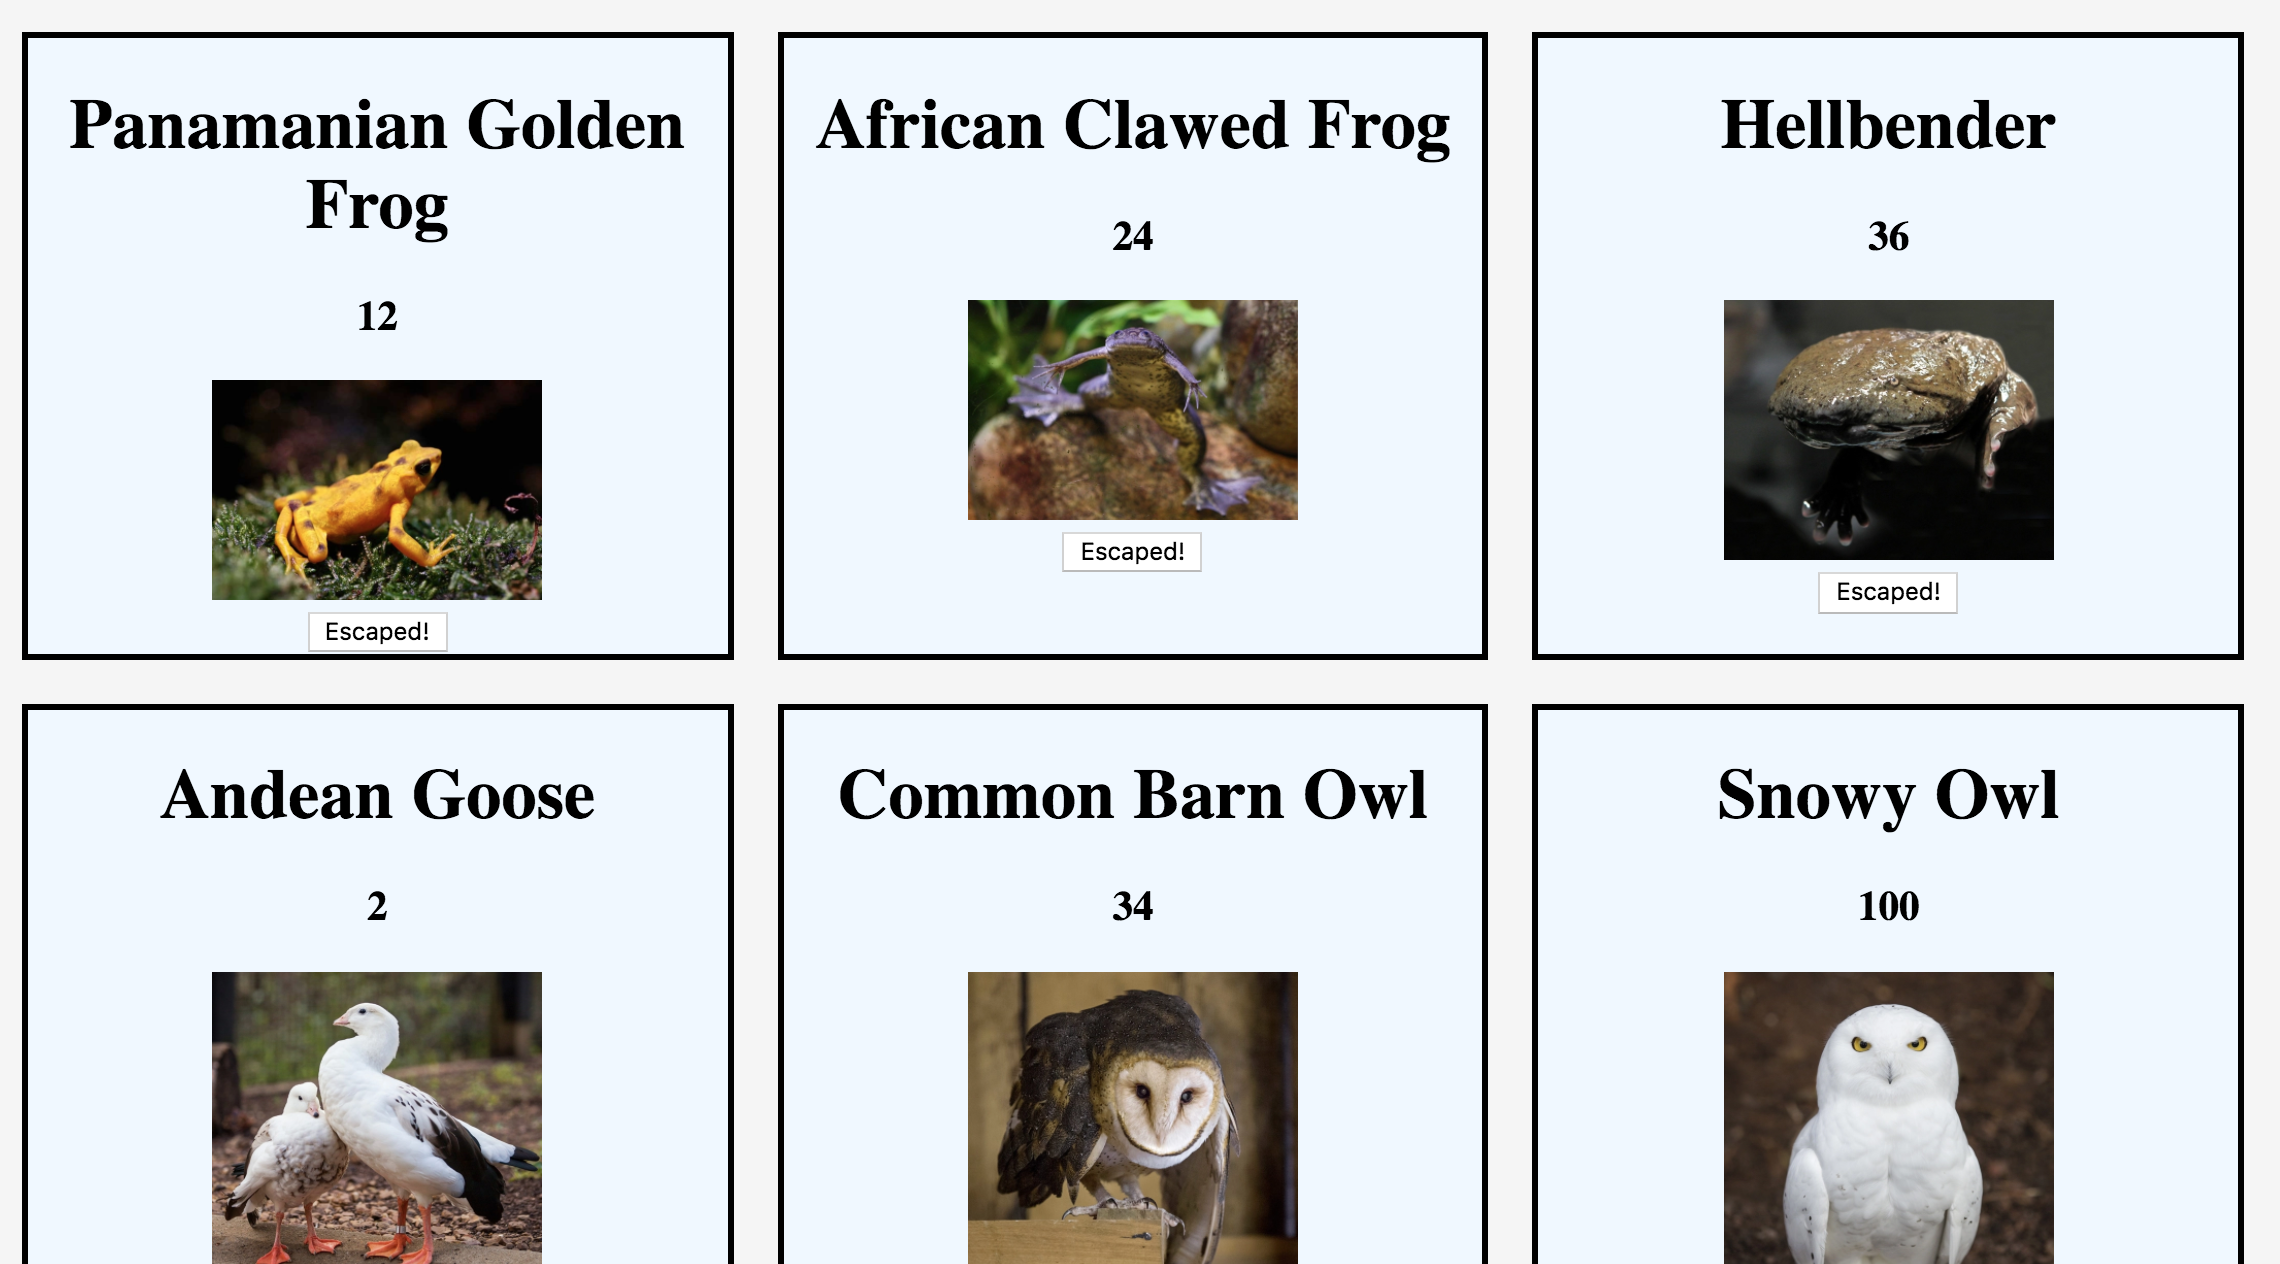 Panamanian Golden
Frog
12
Escaped!
African Clawed Frog
24
Escaped!
Hellbender
36
Escaped!
Andean Goose
2
Common Barn Owl
34
Snowy Owl
100